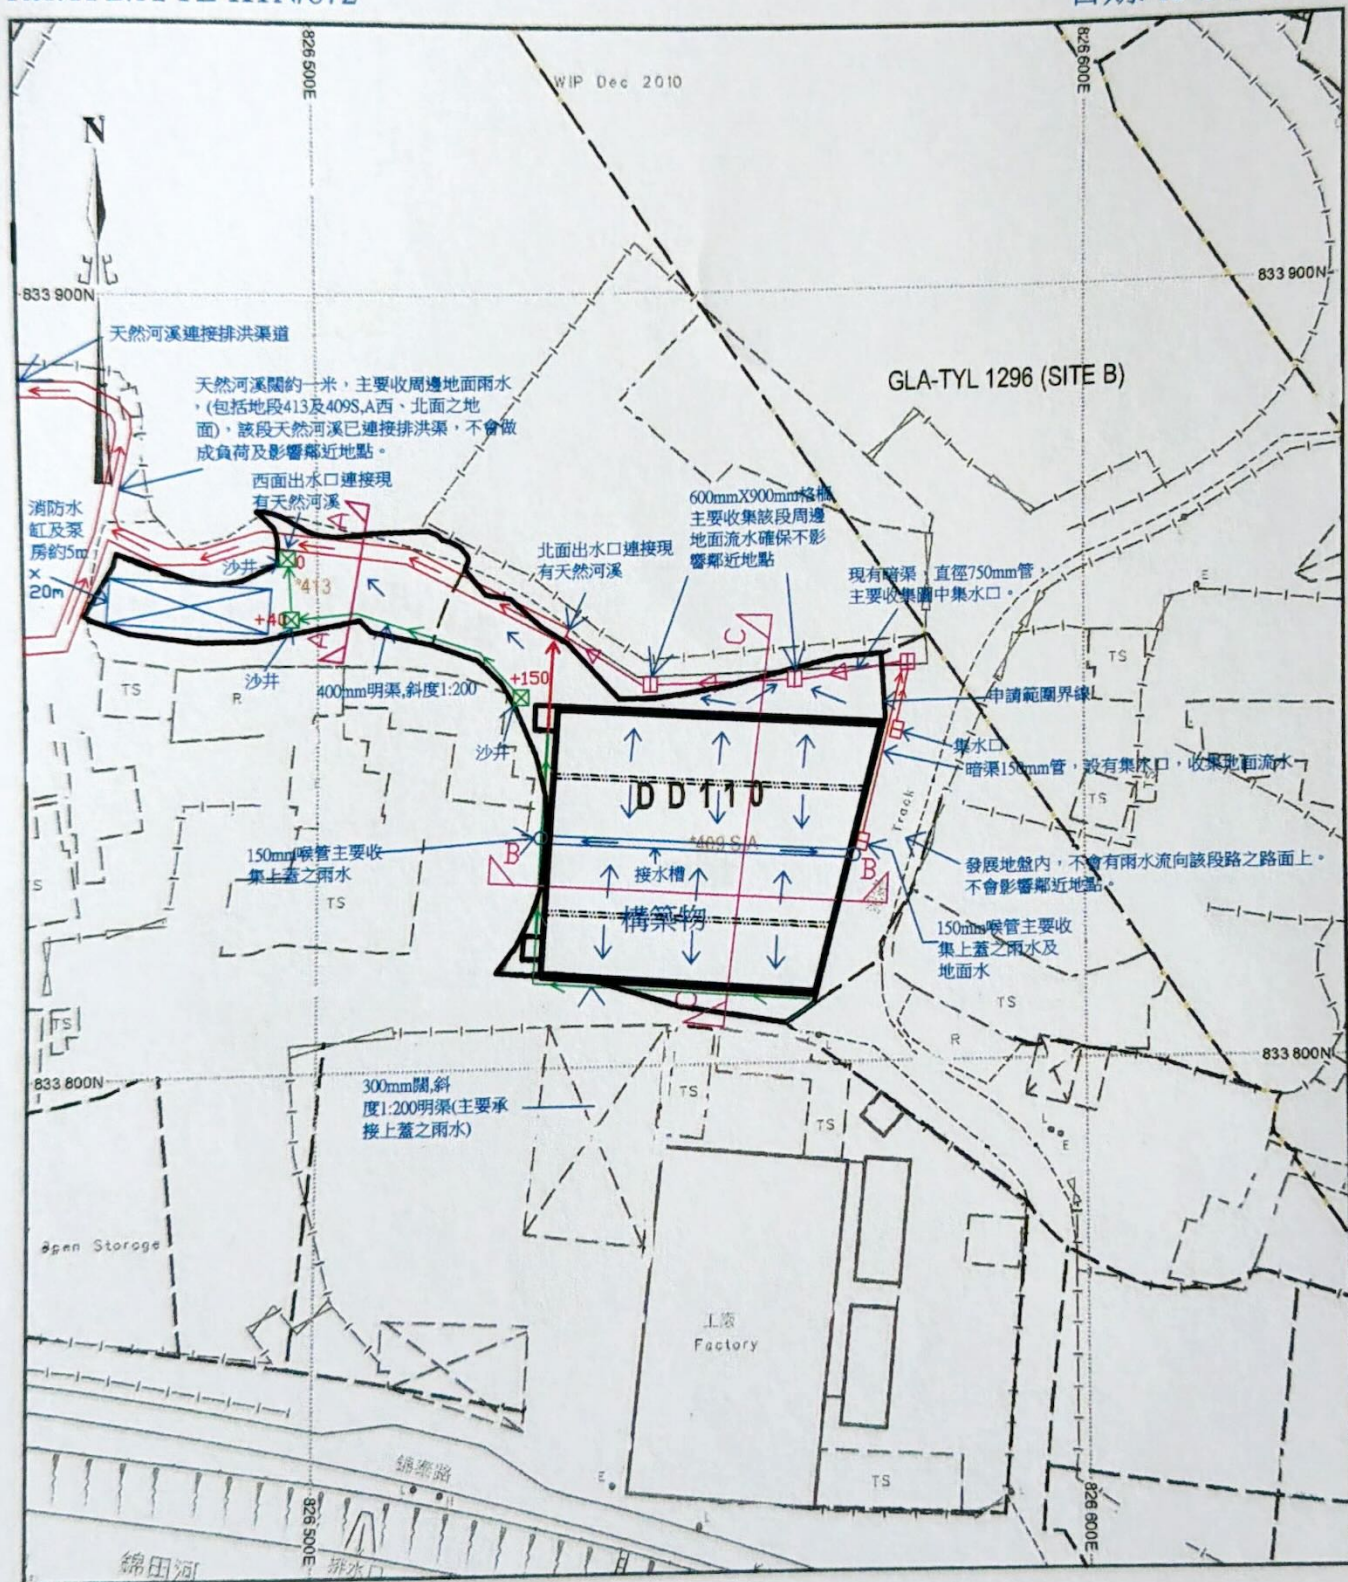 826 500E
826 600E
WIP Dec 2010
N
833 900N
833 900N
天然河溪連接排洪渠道
GLA-TYL 1296 (SITE B)
天然河溪闊約一米，主要收周邊地面雨水
，(包括地段413及409S,A西、北面之地
面)，該段天然河溪已連接排洪渠，不會做
成負荷及影響鄰近地點。
西面出水口連接現
有天然河溪
A
600mmX900mm格柵
主要收集該段周邊
地面流水確保不影
響鄰近地點
消防水
缸及泵
房約5m
x
20m
北面出水口連接現
有天然河溪
現有暗渠，直徑750mm管，
主要收集圖中集水口。
沙井
0
*413
E
+40
A
C
TS
沙井
400mm明渠,斜度1:200
+150
申請範圍界線
TS
R
沙井
集水口
暗渠150mm管，設有集水口，收集地面流水
DD110
TS
Track
*409 S.A
150mm喉管主要收
集上蓋之雨水
B
接水槽
B
發展地盤內，不會有雨水流向該段路之路面上。
不會影響鄰近地點。
S
TS
構築物
150mm喉管主要收
集上蓋之雨水及
地面水
C
TS
TS
L
R
833 800N
833 800N
300mm闊,斜
度1:200明渠(主要承
接上蓋之雨水)
TS
TS
L
E
Open Storage
工廠
Factory
錦泰路
L
H
E
TS
L
L
826 500E
826 600E
錦田河
排水口